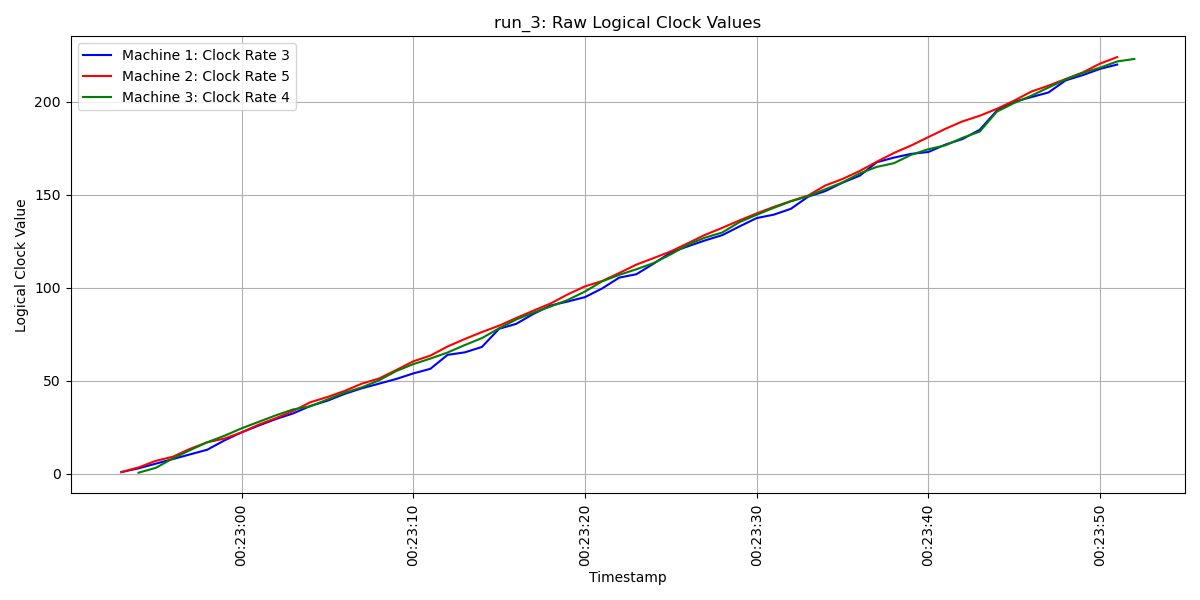 run_3: Raw Logical Clock Values
Machine 1: Clock Rate 3
Machine 2: Clock Rate 5
Machine 3: Clock Rate 4
Logical Clock Value
200
150
100
50
0
00:23:00
00:23:10
00:23:20
00:23:30
00:23:40
00:23:50
Timestamp